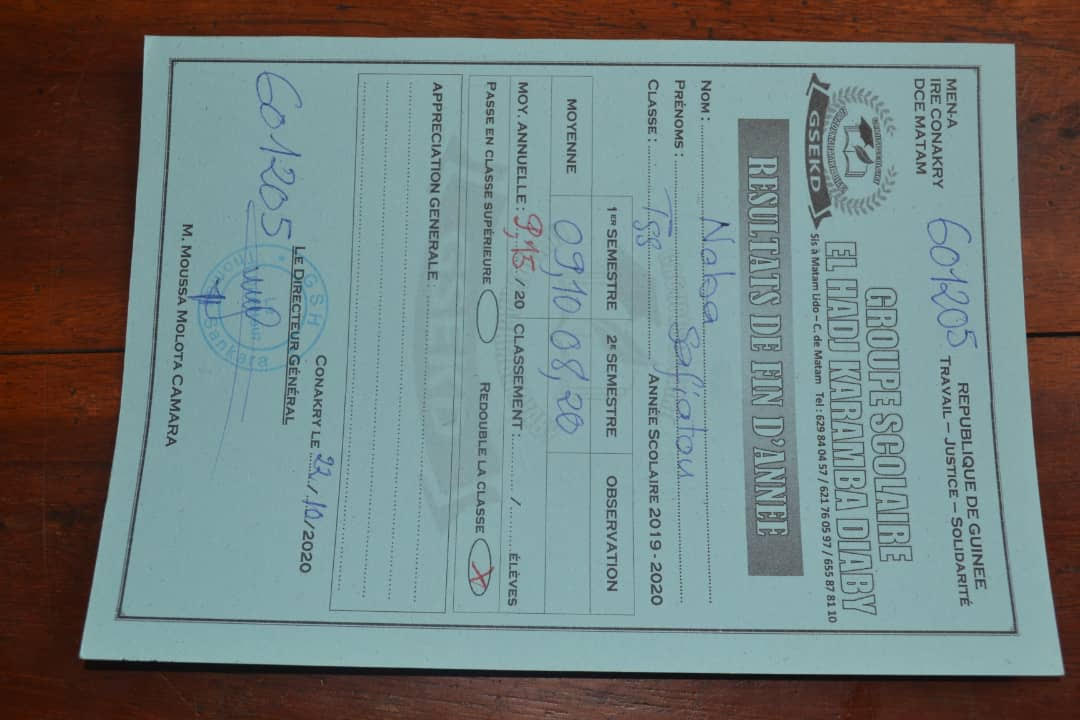 MEN-A
IRE CONAKRY
DCE MATAM
601205
REPUBLIQUE DE GUINEE
TRAVAIL – JUSTICE – SOLIDARITÉ
GSEKD
GROUPE SCOLAIRE
EL HADJ KARAMBA DIABY
Sis à Matam Lido – C. de Matam Tel : 629 84 04 57 / 621 76 05 97 / 655 87 81 10
RESULTATS DE FIN D'ANNEE
NOM : Naba
PRÉNOMS : Safiatou
CLASSE : TSS ANNÉE SCOLAIRE 2019 - 2020
1ER SEMESTRE 2E SEMESTRE OBSERVATION
MOYENNE 09,10 08,20
MOY. ANNUELLE : 9,15 / 20 CLASSEMENT : / ÉLÈVES
PASSE EN CLASSE SUPÉRIEURE REDOUBLE LA CLASSE X
APPRECIATION GENERALE :
CONAKRY LE 22 / 10 / 2020
LE DIRECTEUR GÉNÉRAL
601205
GSH
Sankara
M. MOUSSA MOLOTA CAMARA